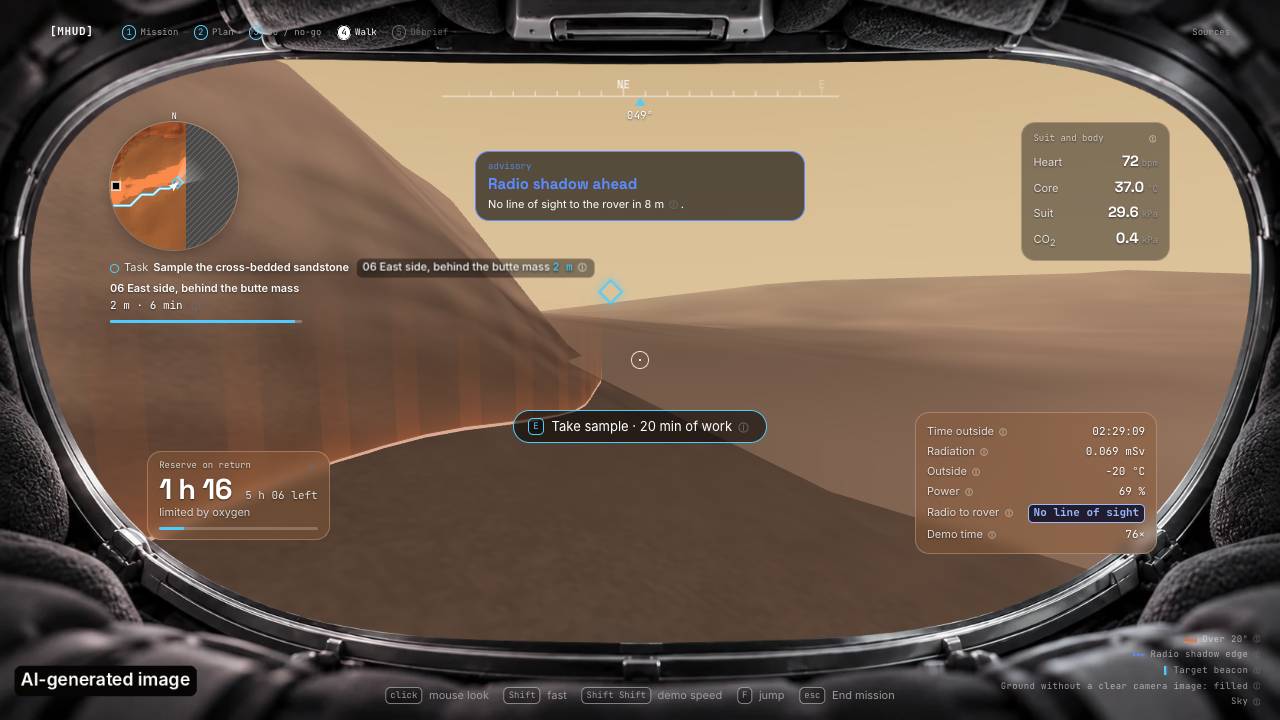 [MHUD] 1 Mission 2 Plan 3 Go / no-go 4 Walk 5 Debrief Sources
NE E
049°
N
advisory
Radio shadow ahead
No line of sight to the rover in 8 m ⓘ .
Suit and body ⓘ
Heart 72 bpm
Core 37.0 °C
Suit 29.6 kPa
CO2 0.4 kPa
Task Sample the cross-bedded sandstone
06 East side, behind the butte mass 2 m ⓘ
06 East side, behind the butte mass
2 m · 6 min
E Take sample · 20 min of work ⓘ
Reserve on return
1 h 16 5 h 06 left
limited by oxygen
Time outside ⓘ 02:29:09
Radiation ⓘ 0.069 mSv
Outside ⓘ -20 °C
Power ⓘ 69 %
Radio to rover ⓘ No line of sight
Demo time ⓘ 76×
Over 20° ⓘ
Radio shadow edge ⓘ
Target beacon ⓘ
Ground without a clear camera image: filled ⓘ
Sky ⓘ
AI-generated image
click mouse look Shift fast Shift Shift demo speed F jump esc End mission